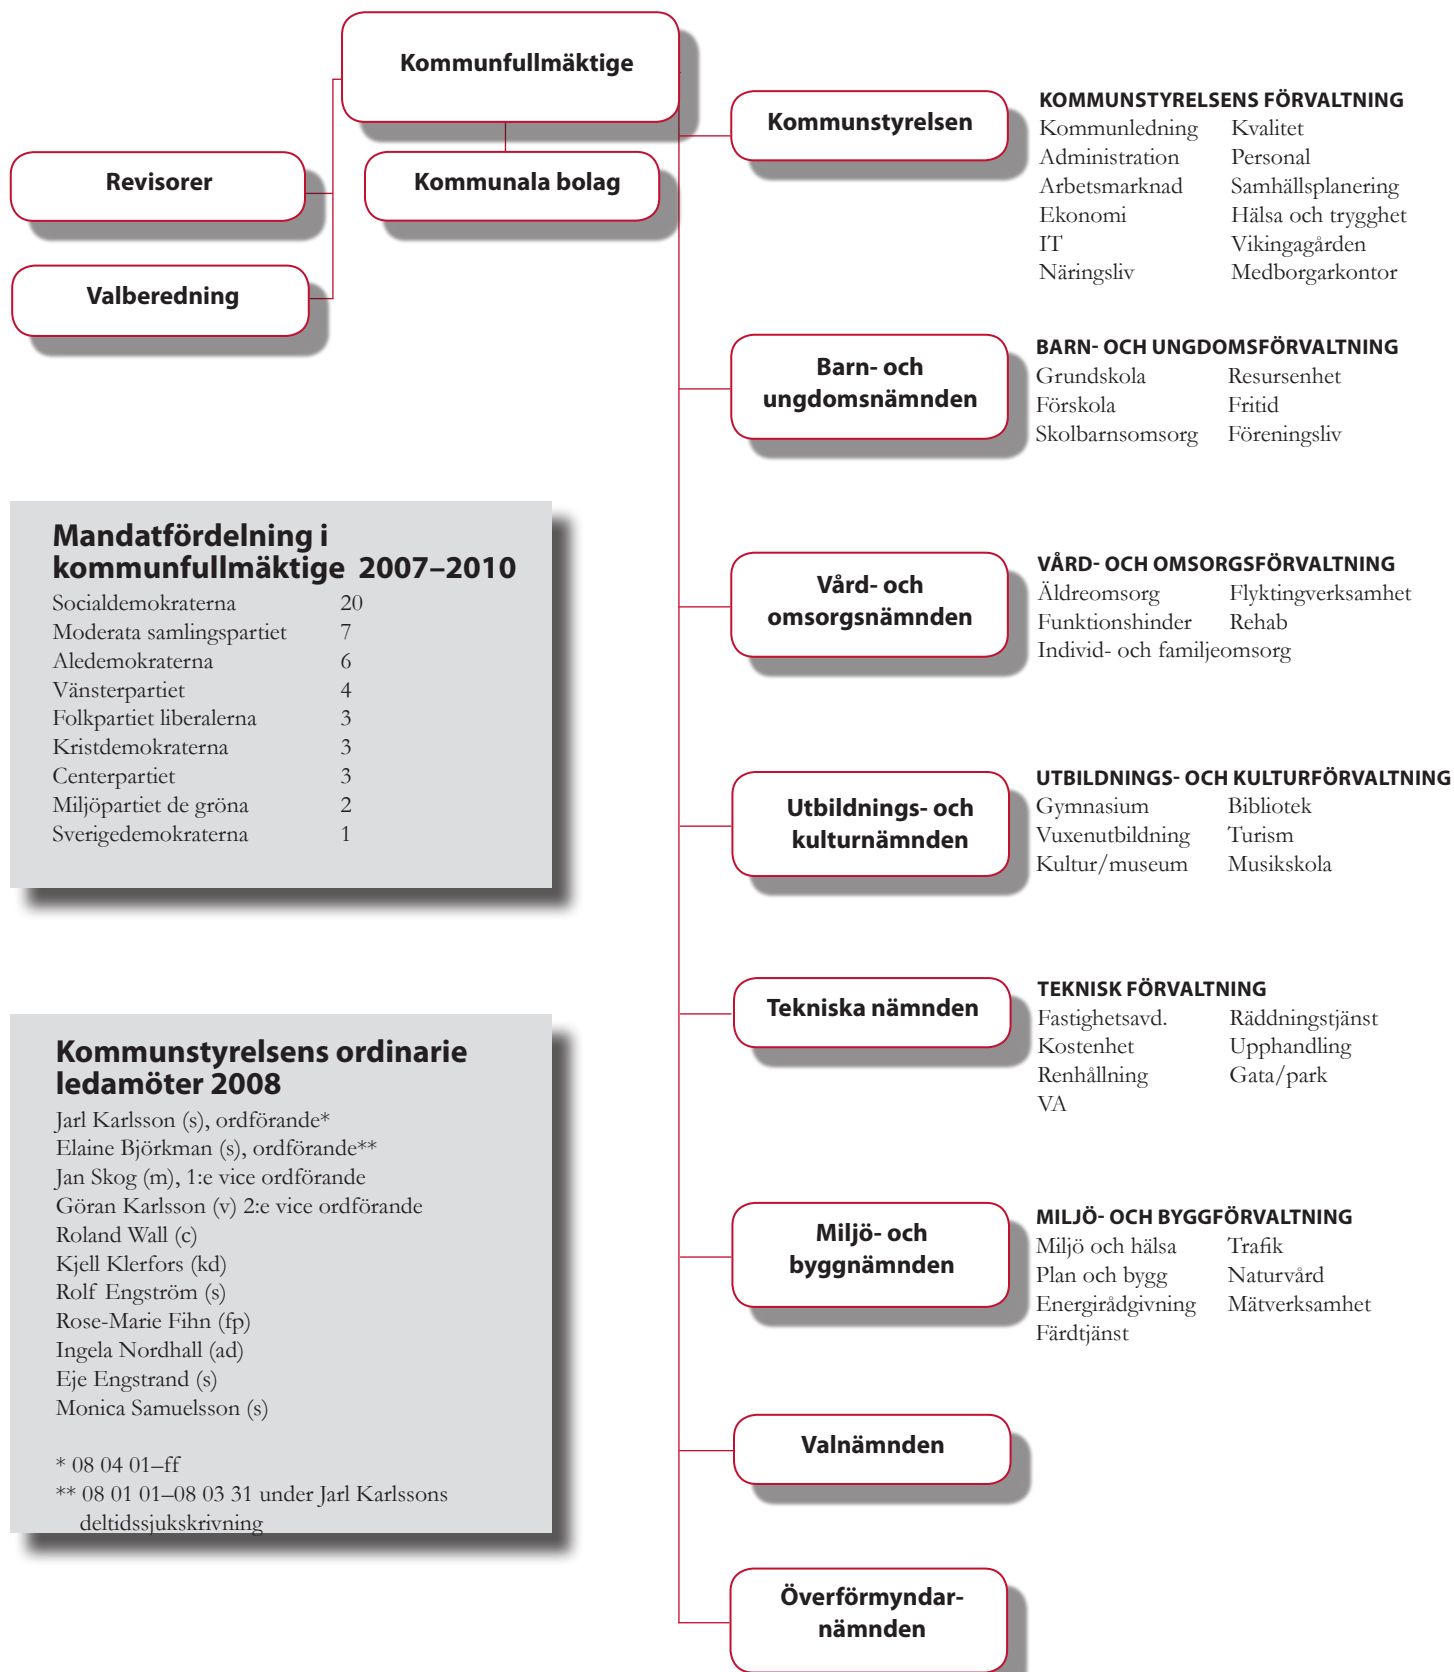 Kommunfullmäktige
Revisorer
Kommunala bolag
Valberedning
Kommunstyrelsen
KOMMUNSTYRELSENS FÖRVALTNING
Kommunledning Kvalitet
Administration Personal
Arbetsmarknad Samhällsplanering
Ekonomi Hälsa och trygghet
IT Vikingagården
Näringsliv Medborgarkontor
Barn- och
ungdomsnämnden
BARN- OCH UNGDOMSFÖRVALTNING
Grundskola Resursenhet
Förskola Fritid
Skolbarnsomsorg Föreningsliv
Mandatfördelning i
kommunfullmäktige 2007–2010
Socialdemokraterna 20
Moderata samlingspartiet 7
Aledemokraterna 6
Vänsterpartiet 4
Folkpartiet liberalerna 3
Kristdemokraterna 3
Centerpartiet 3
Miljöpartiet de gröna 2
Sverigedemokraterna 1
Vård- och
omsorgsnämnden
VÅRD- OCH OMSORGSFÖRVALTNING
Äldreomsorg Flyktingverksamhet
Funktionshinder Rehab
Individ- och familjeomsorg
Utbildnings- och
kulturnämnden
UTBILDNINGS- OCH KULTURFÖRVALTNING
Gymnasium Bibliotek
Vuxenutbildning Turism
Kultur/museum Musikskola
Tekniska nämnden
TEKNISK FÖRVALTNING
Fastighetsavd. Räddningstjänst
Kostenhet Upphandling
Renhållning Gata/park
VA
Kommunstyrelsens ordinarie
ledamöter 2008
Jarl Karlsson (s), ordförande*
Elaine Björkman (s), ordförande**
Jan Skog (m), 1:e vice ordförande
Göran Karlsson (v) 2:e vice ordförande
Roland Wall (c)
Kjell Klerfors (kd)
Rolf Engström (s)
Rose-Marie Fihn (fp)
Ingela Nordhall (ad)
Eje Engstrand (s)
Monica Samuelsson (s)
* 08 04 01–ff
** 08 01 01–08 03 31 under Jarl Karlssons
deltidssjukskrivning
Miljö- och
byggnämnden
MILJÖ- OCH BYGGFÖRVALTNING
Miljö och hälsa Trafik
Plan och bygg Naturvård
Energirådgivning Mätverksamhet
Färdtjänst
Valnämnden
Överförmyndar-
nämnden